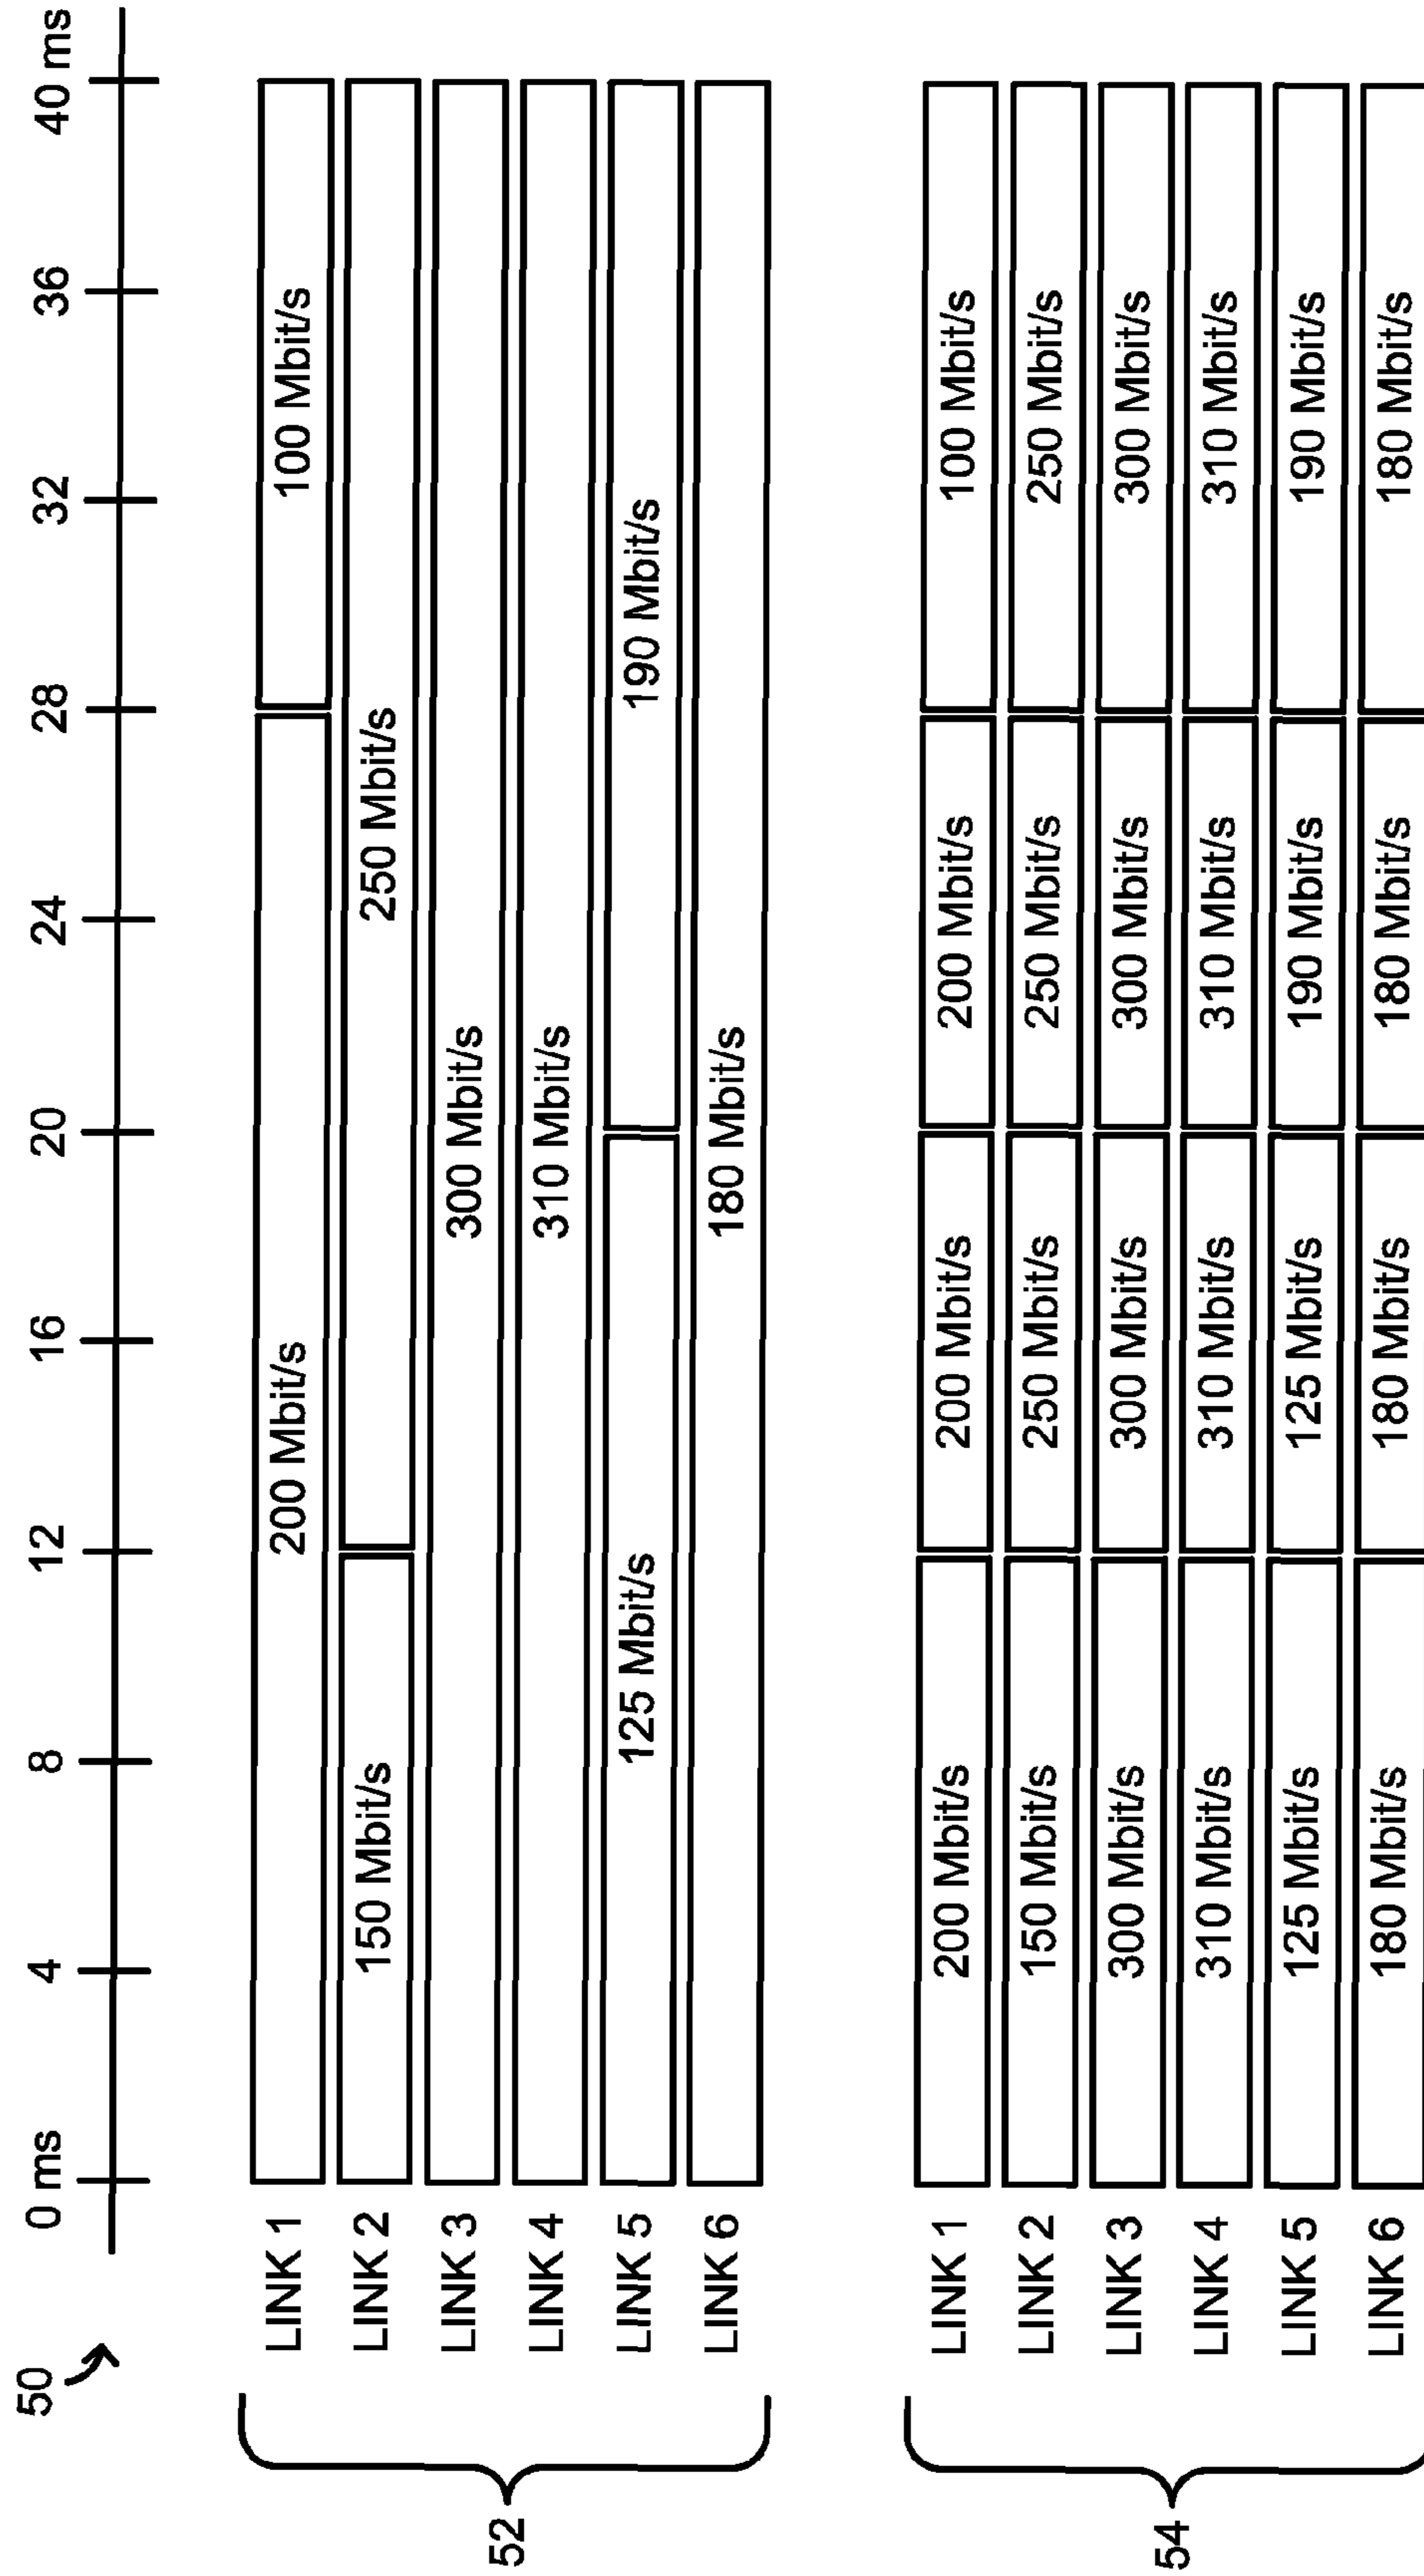 50
0 ms 4 8 12 16 20 24 28 32 36 40 ms
52
LINK 1 200 Mbit/s 100 Mbit/s
LINK 2 150 Mbit/s 250 Mbit/s
LINK 3 300 Mbit/s
LINK 4 310 Mbit/s
LINK 5 125 Mbit/s 190 Mbit/s
LINK 6 180 Mbit/s
54
LINK 1 200 Mbit/s 200 Mbit/s 200 Mbit/s 100 Mbit/s
LINK 2 150 Mbit/s 250 Mbit/s 250 Mbit/s 250 Mbit/s
LINK 3 300 Mbit/s 300 Mbit/s 300 Mbit/s 300 Mbit/s
LINK 4 310 Mbit/s 310 Mbit/s 310 Mbit/s 310 Mbit/s
LINK 5 125 Mbit/s 125 Mbit/s 190 Mbit/s 190 Mbit/s
LINK 6 180 Mbit/s 180 Mbit/s 180 Mbit/s 180 Mbit/s